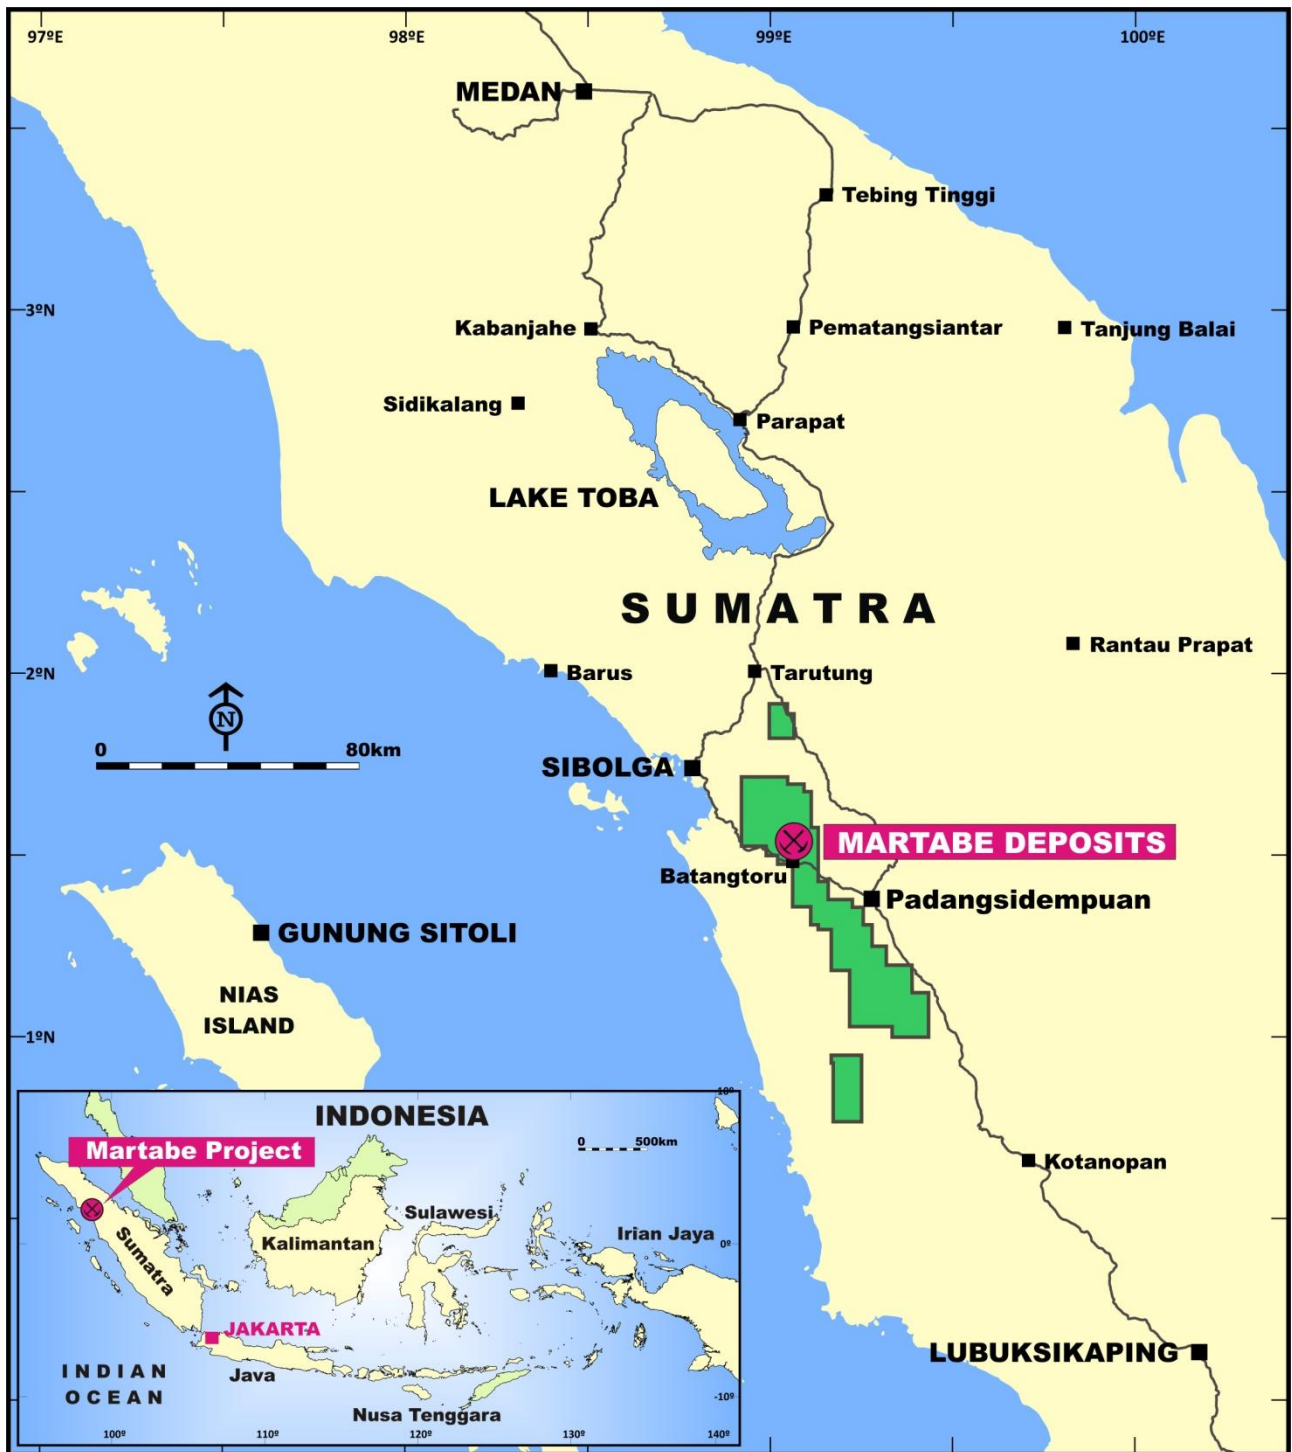 97ºE
98ºE
99ºE
100ºE
MEDAN
Tebing Tinggi
3ºN
Kabanjahe
Pematangsiantar
Tanjung Balai
Sidikalang
Parapat
LAKE TOBA
SUMATRA
Rantau Prapat
2ºN
Barus
Tarutung
N
0
80km
SIBOLGA
MARTABE DEPOSITS
Batangtoru
Padangsidempuan
GUNUNG SITOLI
NIAS
ISLAND
1ºN
Kotanopan
LUBUKSIKAPING
INDONESIA
10º
0
500km
Martabe Project
Sulawesi
Irian Jaya
Kalimantan
0º
Sumatra
JAKARTA
INDIAN
OCEAN
Java
Nusa Tenggara
-10º
100º
110º
120º
130º
140º